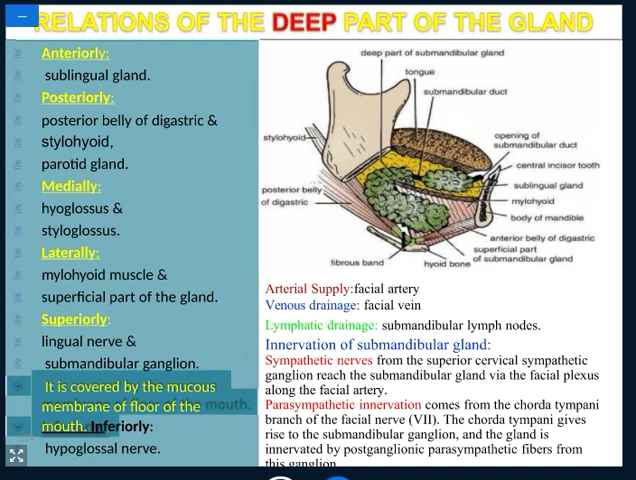 RELATIONS OF THE DEEP PART OF THE GLAND
Anteriorly:
sublingual gland.
Posteriorly:
posterior belly of digastric &
stylohyoid,
parotid gland.
Medially:
hyoglossus &
styloglossus.
Laterally:
mylohyoid muscle &
superficial part of the gland.
Superiorly:
lingual nerve &
submandibular ganglion.
It is covered by the mucous
membrane of floor of the
mouth. Inferiorly:
hypoglossal nerve.
deep part of submandibular gland
tongue
submandubular duct
stylohyoid
opening of
submandubular duct
central incisor tooth
sublingual gland
posterior belly
of digastric
mylohyoid
body of mandible
anterior belly of digastric
superficial part
of submandibular gland
fibrous band
hyoid bone
Arterial Supply:facial artery
Venous drainage: facial vein
Lymphatic drainage: submandibular lymph nodes.
Innervation of submandibular gland:
Sympathetic nerves from the superior cervical sympathetic
ganglion reach the submandibular gland via the facial plexus
along the facial artery.
Parasympathetic innervation comes from the chorda tympani
branch of the facial nerve (VII). The chorda tympani gives
rise to the submandibular ganglion, and the gland is
innervated by postganglionic parasympathetic fibers from
this ganglion